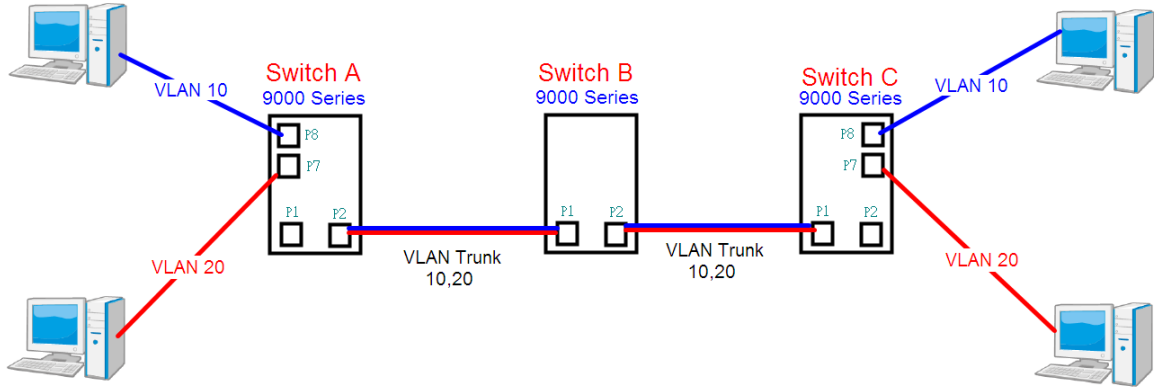 VLAN 10
Switch A
9000 Series
P8
P7
P1
P2
VLAN 20
VLAN Trunk
10,20
Switch B
9000 Series
P1
P2
VLAN Trunk
10,20
Switch C
9000 Series
P8
P7
P1
P2
VLAN 10
VLAN 20